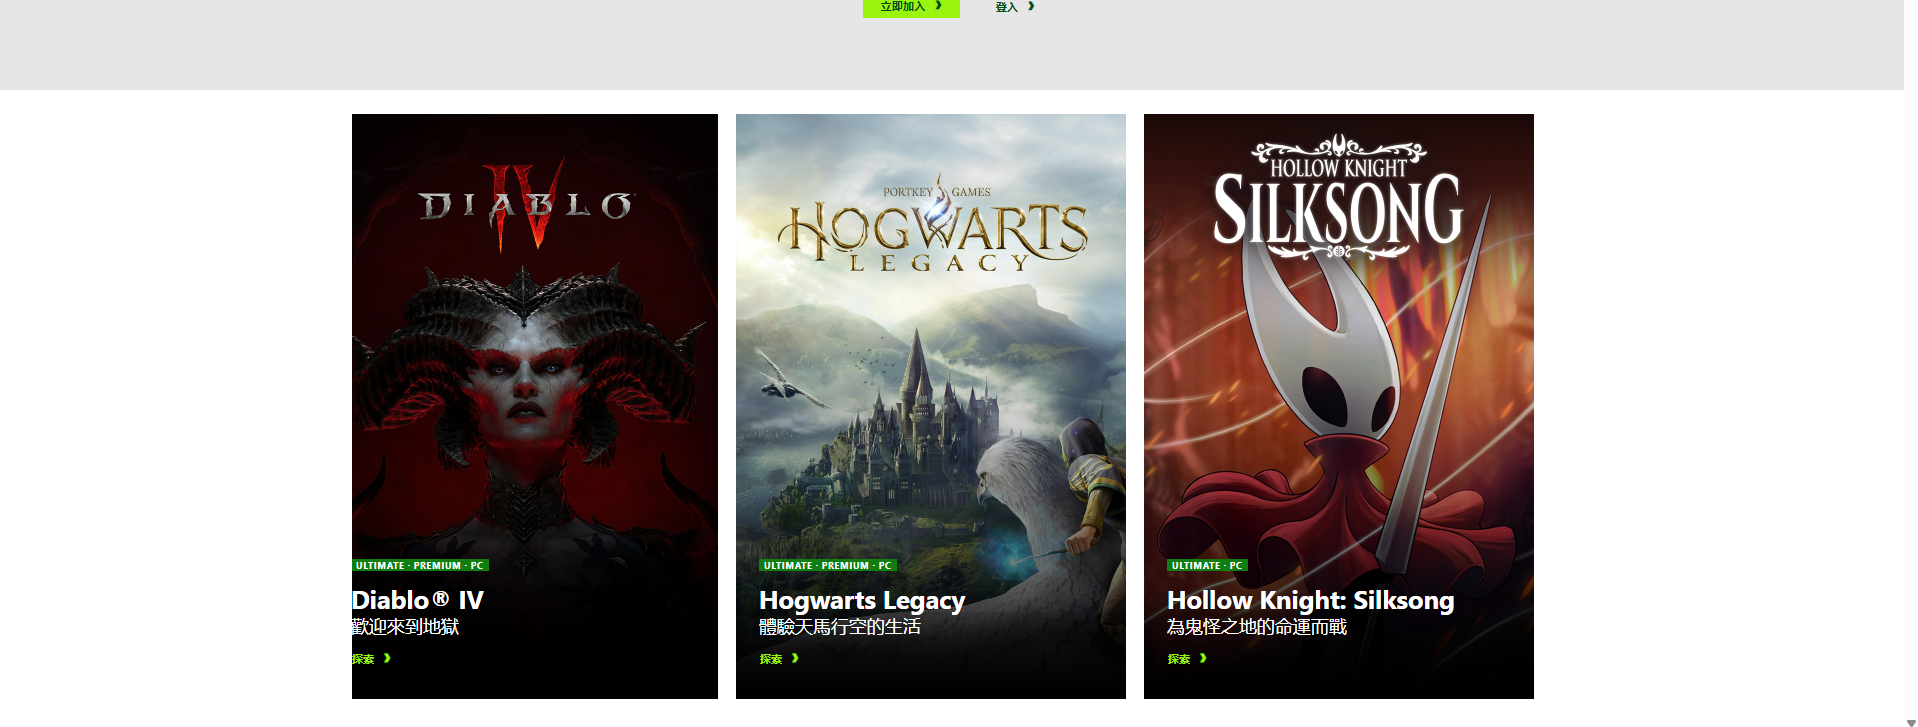 立即加入
登入
DIABLO IV
PORTKEY GAMES
HOGWARTS
LEGACY
HOLLOW KNIGHT
SILKSONG
ULTIMATE · PREMIUM · PC
Diablo® IV
歡迎來到地獄
探索
ULTIMATE · PREMIUM · PC
Hogwarts Legacy
體驗天馬行空的生活
探索
ULTIMATE · PC
Hollow Knight: Silksong
為鬼怪之地的命運而戰
探索